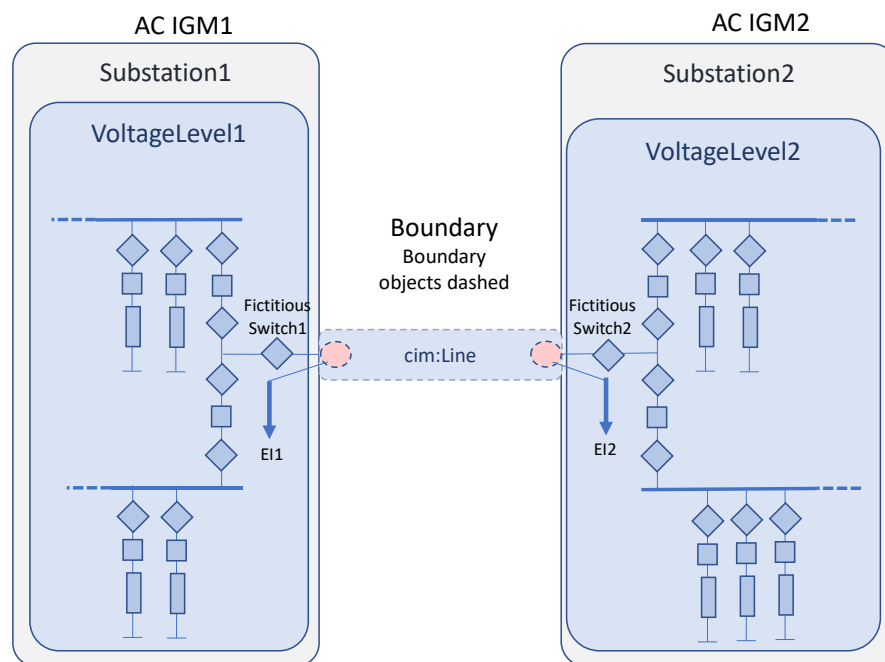 AC IGM1
AC IGM2
Substation1
Substation2
VoltageLevel1
VoltageLevel2
Boundary
Boundary
objects dashed
Fictitious
Switch1
Fictitious
Switch2
cim:Line
EI1
EI2